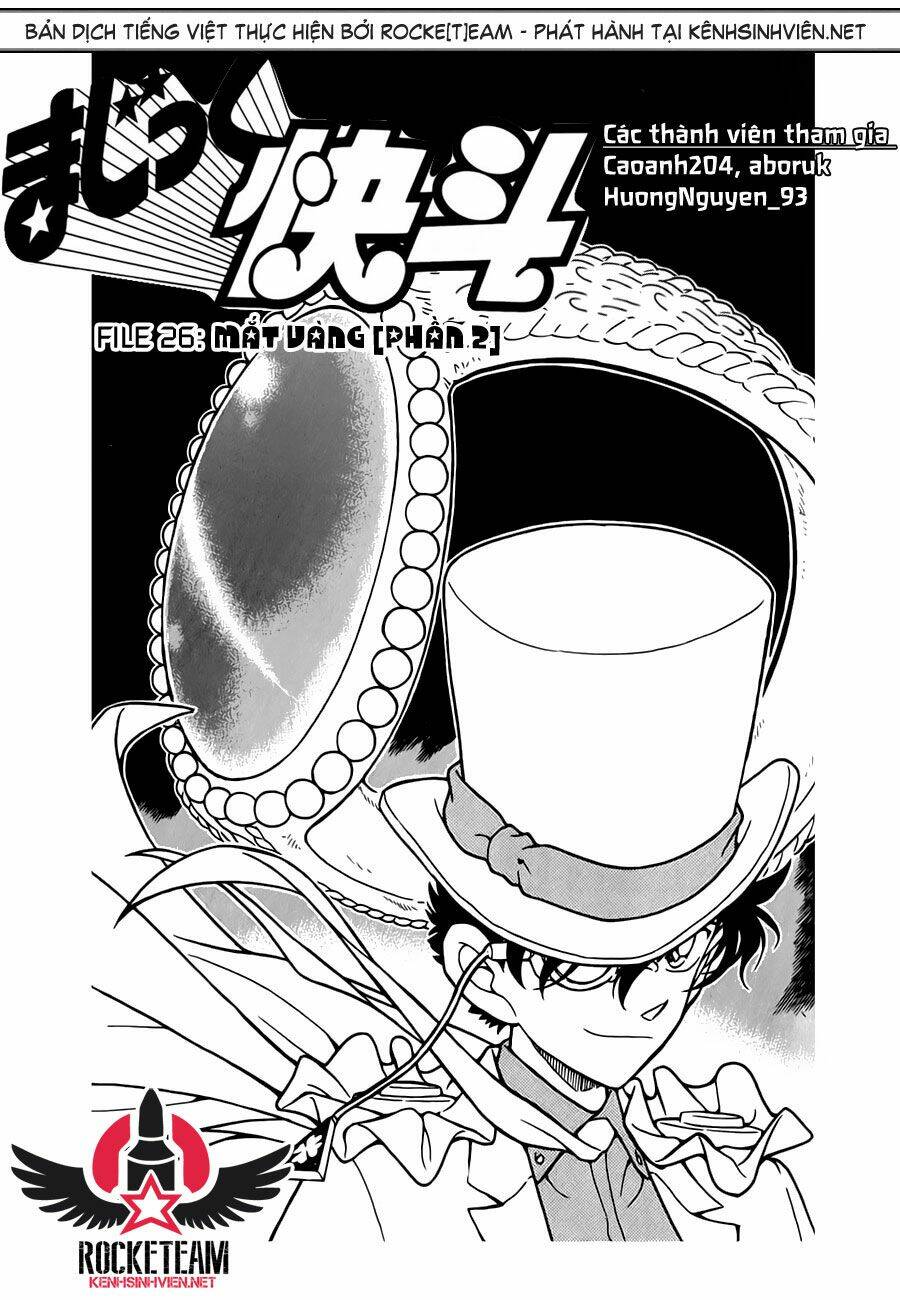 BẢN DỊCH TIẾNG VIỆT THỰC HIỆN BỞI ROCKE[T]EAM - PHÁT HÀNH TẠI KÊNHSINHVIÊN.NET
まじっく
快斗
Các thành viên tham gia
Caoanh204, aboruk
HuongNguyen_93
FILE 26: MẮT VÀNG [PHẦN 2]
ROCKETEAM
KENHSINHVIEN.NET